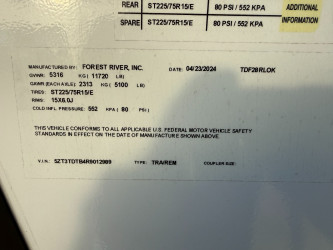 REAR ST225/75R15/E 80 PSI / 552 KPA ADDITIONAL
SPARE ST225/75R15/E 80 PSI / 552 KPA INFORMATION
MANUFACTURED BY: FOREST RIVER, INC. DATE: 04/23/2024 TDF28RLOK
GVWR: 5316 KG( 11720 LB)
GAWR (EACH AXLE) 2313 KG( 5100 LB)
TIRES: ST225/75R15/E
RIMS: 15X6.0J
COLD INFL. PRESSURE: 552 KPA ( 80 PSI/)
THIS VEHICLE CONFORMS TO ALL APPLICABLE U.S. FEDERAL MOTOR VEHICLE SAFETY
STANDARDS IN EFFECT ON THE DATE OF MANUFACTURE SHOWN ABOVE.
V.I.N.: 5ZT3TDTB4R9012989 TYPE: TRA/REM COUPLER SIZE: